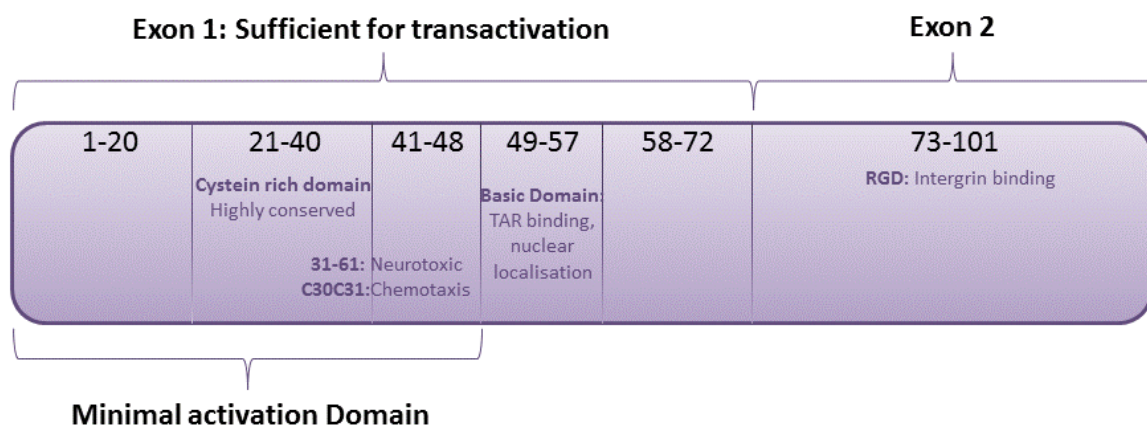 Exon 1: Sufficient for transactivation
Exon 2
1-20
21-40
41-48
49-57
58-72
73-101
Cystein rich domain
Highly conserved
31-61: Neurotoxic
C30C31:Chemotaxis
Basic Domain:
TAR binding,
nuclear
localisation
RGD: Intergrin binding
Minimal activation Domain